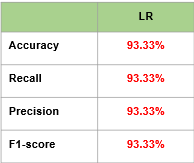 LR
Accuracy 93.33%
Recall 93.33%
Precision 93.33%
F1-score 93.33%